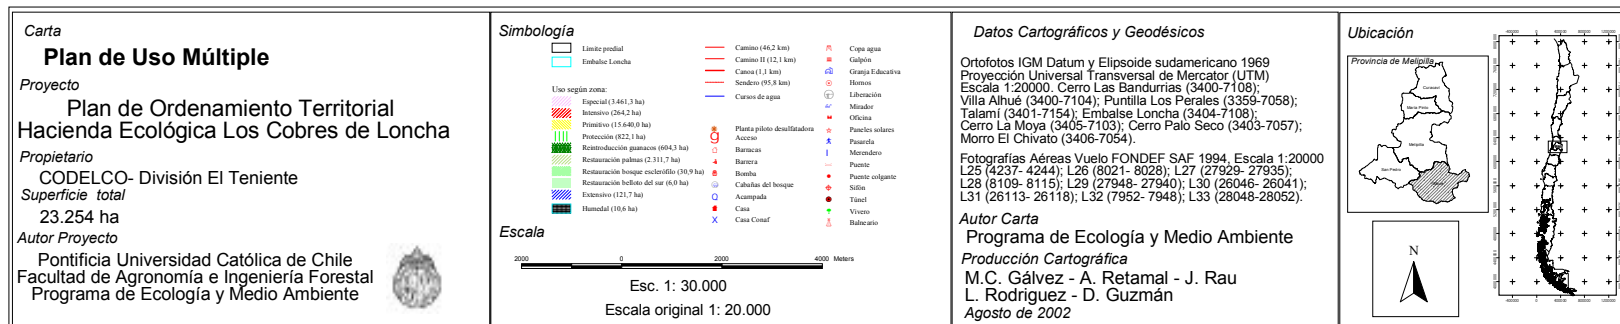 Carta
Plan de Uso Múltiple
Proyecto
Plan de Ordenamiento Territorial
Hacienda Ecológica Los Cobres de Loncha
Propietario
CODELCO- División El Teniente
Superficie total
23.254 ha
Autor Proyecto
Pontificia Universidad Católica de Chile
Facultad de Agronomía e Ingeniería Forestal
Programa de Ecología y Medio Ambiente
Simbología
Límite predial
Embalse Loncha
Uso según zona:
Especial (3.461,3 ha)
Intensivo (264,2 ha)
Primitivo (15.640,0 ha)
Protección (822,1 ha)
Reintroducción guanacos (604,3 ha)
Restauración palmas (2.311,7 ha)
Restauración bosque esclerófilo (30,9 ha)
Restauración belloto del sur (6,0 ha)
Extensivo (121,7 ha)
Humedal (10,6 ha)
Camino (46,2 km)
Camino II (12,1 km)
Canoa (1,1 km)
Sendero (95,8 km)
Cursos de agua
Planta piloto desulfatadora
Acceso
Barracas
Barrera
Bomba
Cabañas del bosque
Acampada
Casa
Casa Conaf
Copa agua
Galpón
Granja Educativa
Hornos
Liberación
Mirador
Oficina
Paneles solares
Pasarela
Merendero
Puente
Puente colgante
Sifón
Túnel
Vivero
Balneario
Escala
2000 0 2000 4000 Meters
Esc. 1: 30.000
Escala original 1: 20.000
Datos Cartográficos y Geodésicos
Ortofotos IGM Datum y Elipsoide sudamericano 1969
Proyección Universal Transversal de Mercator (UTM)
Escala 1:20000. Cerro Las Bandurrias (3400-7108);
Villa Alhué (3400-7104); Puntilla Los Perales (3359-7058);
Talamí (3401-7154); Embalse Loncha (3404-7108);
Cerro La Moya (3405-7103); Cerro Palo Seco (3403-7057);
Morro El Chivato (3406-7054).
Fotografías Aéreas Vuelo FONDEF SAF 1994, Escala 1:20000
L25 (4237- 4244); L26 (8021- 8028); L27 (27929- 27935);
L28 (8109- 8115); L29 (27948- 27940); L30 (26046- 26041);
L31 (26113- 26118); L32 (7952- 7948); L33 (28048-28052).
Autor Carta
Programa de Ecología y Medio Ambiente
Producción Cartográfica
M.C. Gálvez - A. Retamal - J. Rau
L. Rodriguez - D. Guzmán
Agosto de 2002
Ubicación
Provincia de Melipilla
Curacaví
María Pinto
Melipilla
San Pedro
N